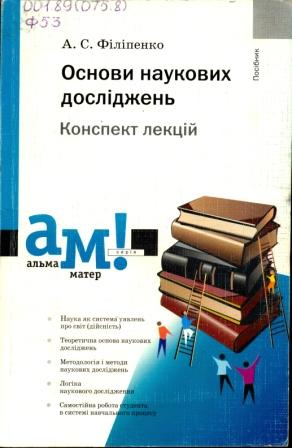 001.89(075.8)
Ф53
А. С. Філіпенко
Посібник
Основи наукових
досліджень
Конспект лекцій
ам!
серія
альма
матер
Наука як система уявлень
про світ (дійсність)
Теоретична основа наукових
досліджень
Методологія і методи
наукових досліджень
Логіка
наукового дослідження
Самостійна робота студента
в системі навчального процесу